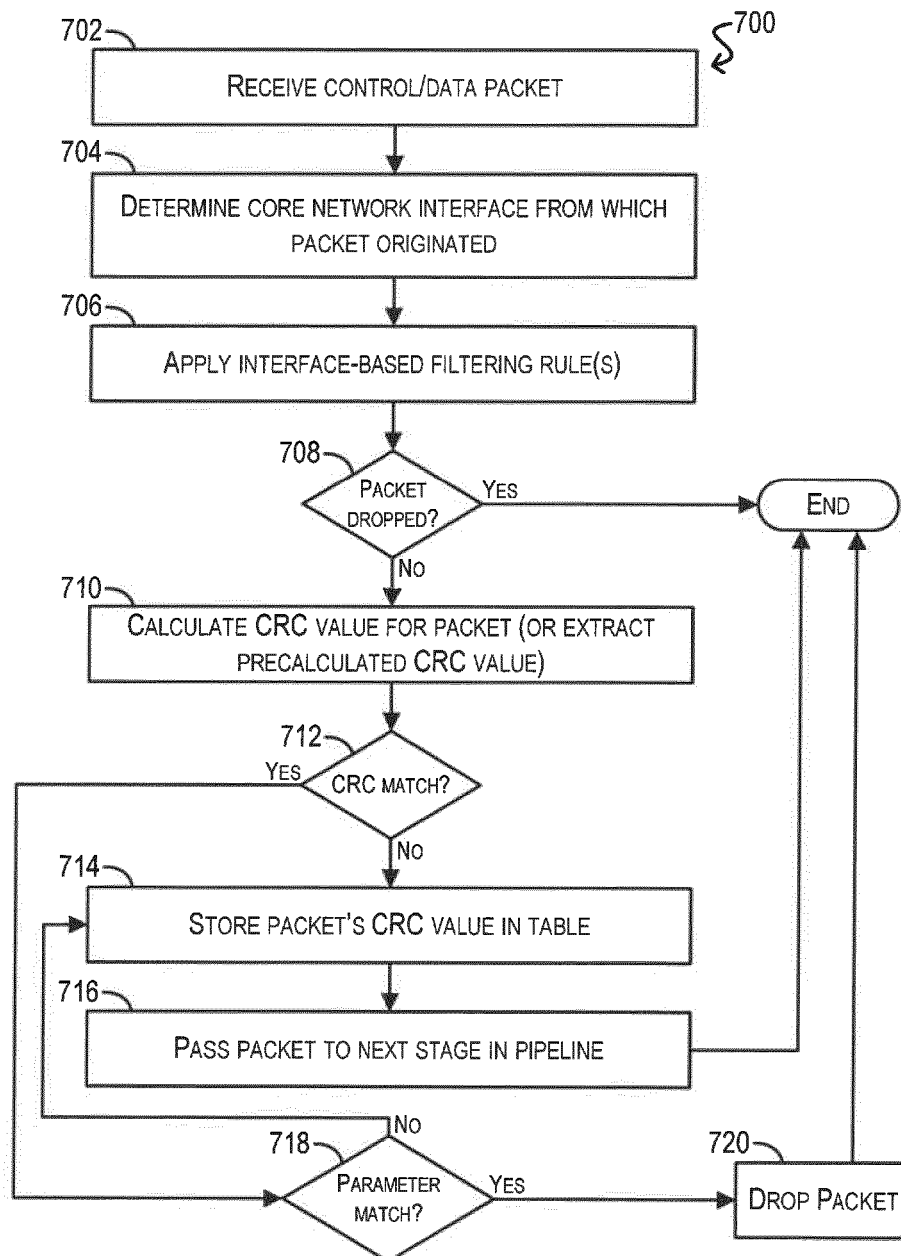 702
700
RECEIVE CONTROL/DATA PACKET
704
DETERMINE CORE NETWORK INTERFACE FROM WHICH
PACKET ORIGINATED
706
APPLY INTERFACE-BASED FILTERING RULE(S)
708
PACKET
DROPPED?
YES
END
NO
710
CALCULATE CRC VALUE FOR PACKET (OR EXTRACT
PRECALCULATED CRC VALUE)
712
YES
CRC MATCH?
NO
714
STORE PACKET'S CRC VALUE IN TABLE
716
PASS PACKET TO NEXT STAGE IN PIPELINE
NO
718
PARAMETER
MATCH?
YES
720
DROP PACKET